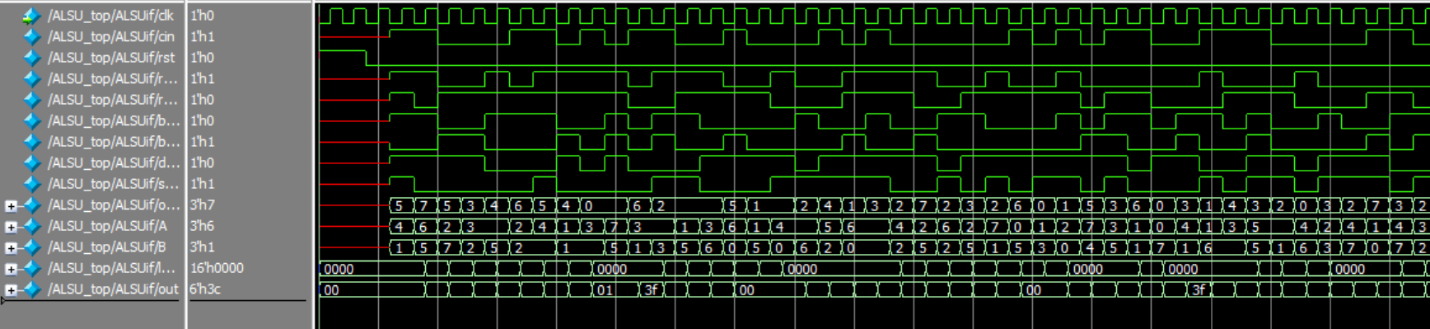 /ALSU_top/ALSUif/clk 1'h0
/ALSU_top/ALSUif/cin 1'h1
/ALSU_top/ALSUif/rst 1'h0
/ALSU_top/ALSUif/r... 1'h1
/ALSU_top/ALSUif/r... 1'h0
/ALSU_top/ALSUif/b... 1'h0
/ALSU_top/ALSUif/b... 1'h1
/ALSU_top/ALSUif/d... 1'h0
/ALSU_top/ALSUif/s... 1'h1
/ALSU_top/ALSUif/o... 3'h7 5 7 5 3 4 6 5 4 0 6 2 5 1 2 4 1 3 2 7 2 3 2 6 0 1 5 3 6 0 3 1 4 3 2 0 3 2 7 3 2
/ALSU_top/ALSUif/A 3'h6 4 6 2 3 2 4 1 3 7 3 1 3 6 1 4 5 6 4 2 6 2 7 0 1 2 7 3 1 0 4 1 3 4 6 4 2 4 1 4 3
/ALSU_top/ALSUif/B 3'h1 1 5 7 2 5 2 1 5 1 3 5 6 0 5 0 6 2 0 2 5 2 5 1 5 3 0 4 5 1 7 1 6 5 1 6 3 7 0 7 2
/ALSU_top/ALSUif/l... 16'h0000 0000 0000 0000 0000 0000 0000
/ALSU_top/ALSUif/out 6'h3c 00 01 3f 00 00 3f